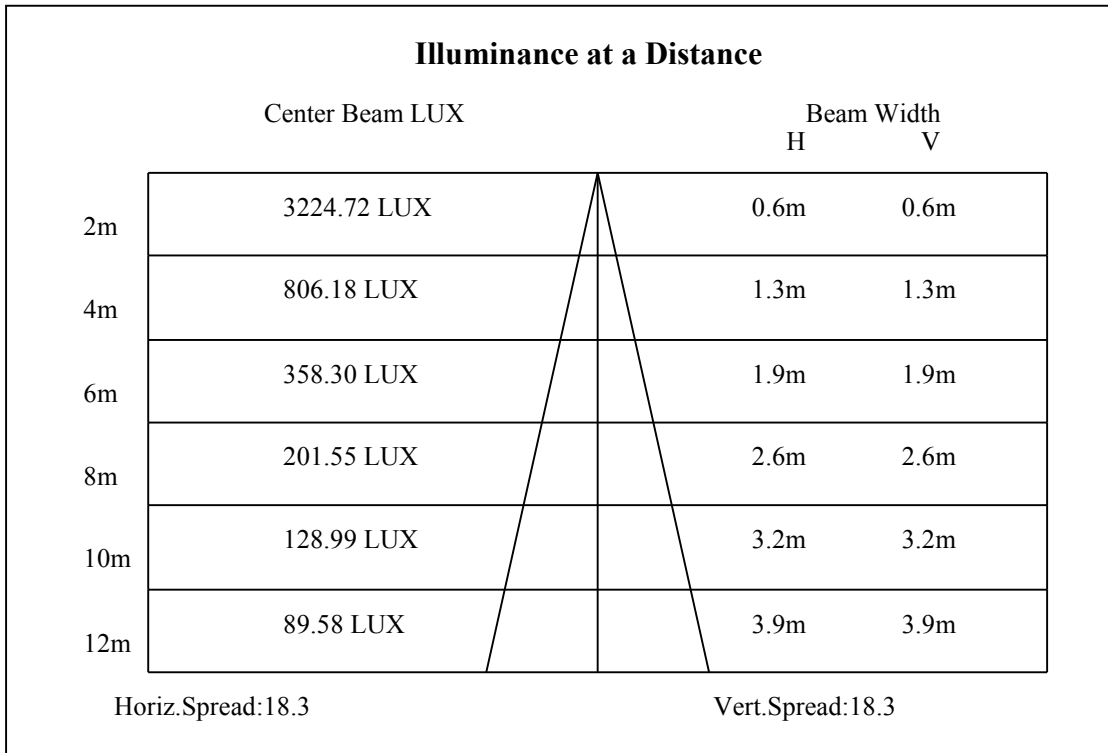 Illuminance at a Distance
Center Beam LUX Beam Width
H V
2m 3224.72 LUX 0.6m 0.6m
4m 806.18 LUX 1.3m 1.3m
6m 358.30 LUX 1.9m 1.9m
8m 201.55 LUX 2.6m 2.6m
10m 128.99 LUX 3.2m 3.2m
12m 89.58 LUX 3.9m 3.9m
Horiz.Spread:18.3 Vert.Spread:18.3